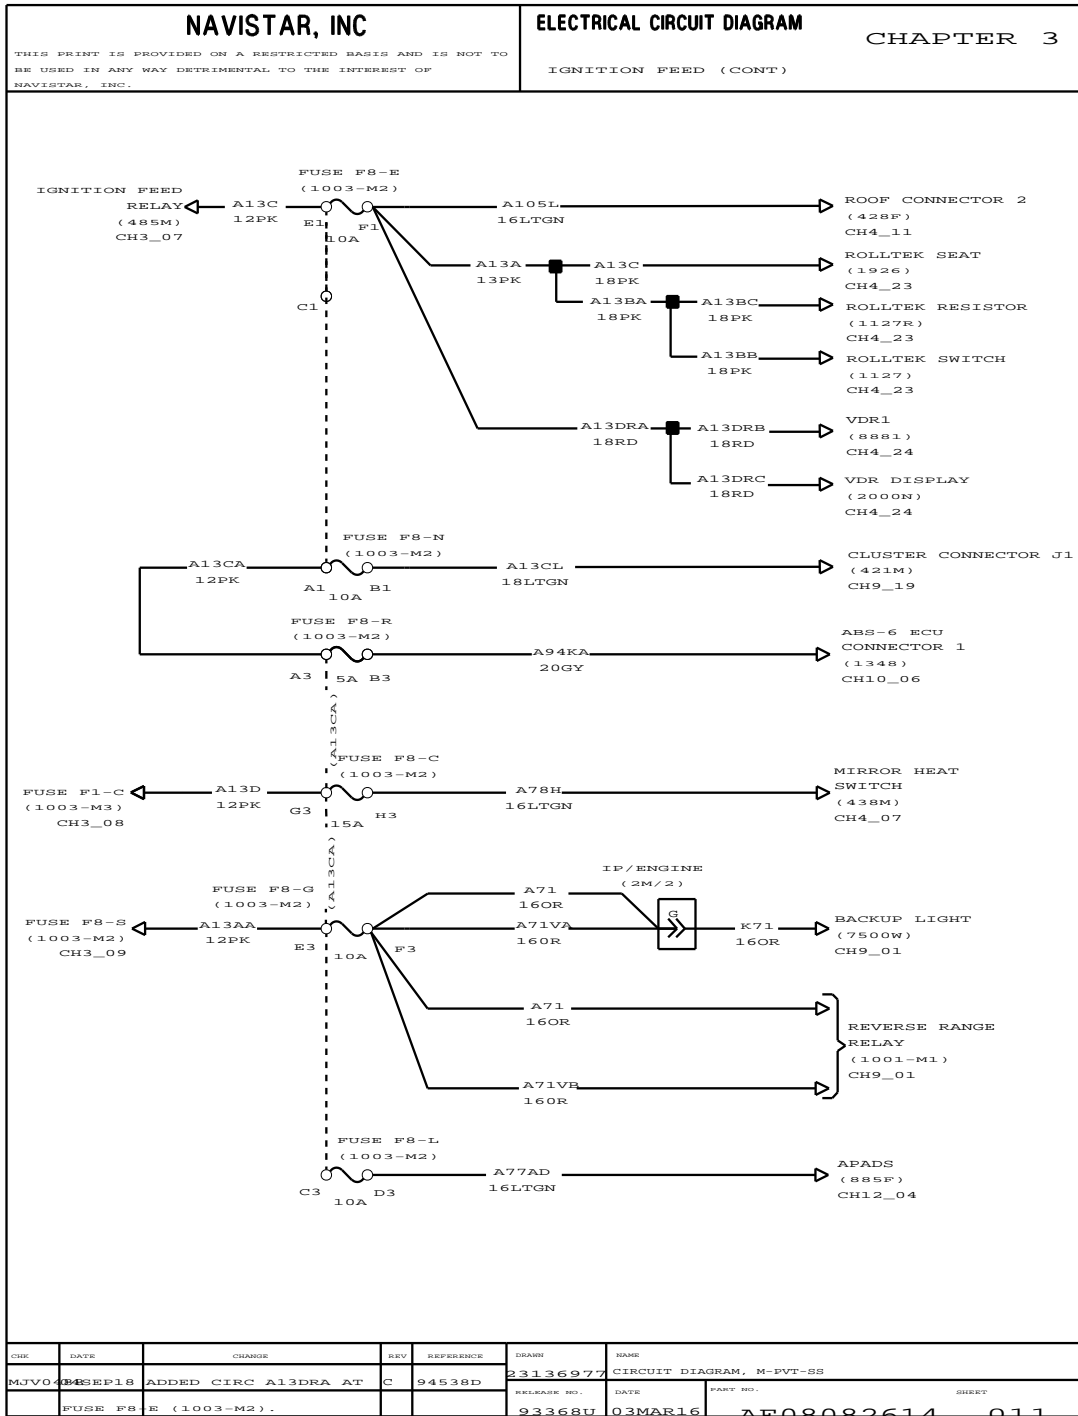 NAVISTAR, INC
THIS PRINT IS PROVIDED ON A RESTRICTED BASIS AND IS NOT TO
BE USED IN ANY WAY DETRIMENTAL TO THE INTEREST OF
NAVISTAR, INC.
ELECTRICAL CIRCUIT DIAGRAM
CHAPTER 3
IGNITION FEED (CONT)
FUSE F8-E
(1003-M2)
IGNITION FEED
RELAY
(485M)
CH3_07
A13C
12PK
E1
F1
10A
C1
A105L
16LTGN
ROOF CONNECTOR 2
(428F)
CH4_11
A13A
13PK
A13C
18PK
ROLLTEK SEAT
(1926)
CH4_23
A13BA
18PK
A13BC
18PK
ROLLTEK RESISTOR
(1127R)
CH4_23
A13BB
18PK
ROLLTEK SWITCH
(1127)
CH4_23
A13DRA
18RD
A13DRB
18RD
VDR1
(8881)
CH4_24
A13DRC
18RD
VDR DISPLAY
(2000N)
CH4_24
FUSE F8-N
(1003-M2)
A13CA
12PK
A1
10A
B1
A13CL
18LTGN
CLUSTER CONNECTOR J1
(421M)
CH9_19
FUSE F8-R
(1003-M2)
A3
5A
B3
A94KA
20GY
ABS-6 ECU
CONNECTOR 1
(1348)
CH10_06
(A13CA)
FUSE F8-C
(1003-M2)
FUSE F1-C
(1003-M3)
CH3_08
A13D
12PK
G3
15A
H3
A78H
16LTGN
MIRROR HEAT
SWITCH
(438M)
CH4_07
(A13CA)
FUSE F8-G
(1003-M2)
FUSE F8-S
(1003-M2)
CH3_09
A13AA
12PK
E3
10A
F3
A71
16OR
A71VA
16OR
IP/ENGINE
(2M/2)
G
K71
16OR
BACKUP LIGHT
(7500W)
CH9_01
A71
16OR
A71VB
16OR
REVERSE RANGE
RELAY
(1001-M1)
CH9_01
FUSE F8-L
(1003-M2)
C3
10A
D3
A77AD
16LTGN
APADS
(885F)
CH12_04
CHK DATE CHANGE REV REFERENCE
SEP18 ADDED CIRC A13DRA AT C 94538D
FUSE F8-E (1003-M2).
DRAWN
23136977
NAME
CIRCUIT DIAGRAM, M-PVT-SS
RELEASE NO.
93368U
DATE
03MAR16
PART NO.
SHEET
AE08082614 011